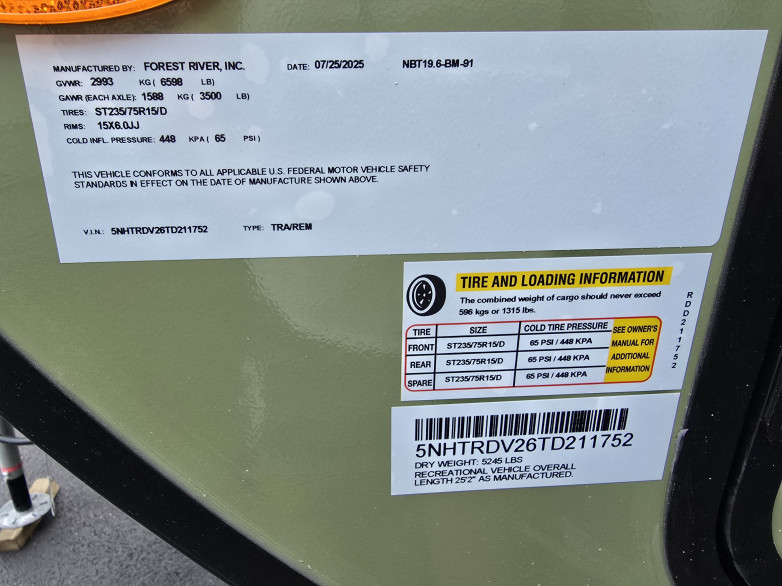 MANUFACTURED BY: FOREST RIVER, INC. DATE: 07/25/2025 NBT19.6-BM-91
GVWR: 2993 KG ( 6598 LB)
GAWR (EACH AXLE): 1588 KG ( 3500 LB)
TIRES: ST235/75R15/D
RIMS: 15X6.0JJ
COLD INFL. PRESSURE: 448 KPA ( 65 PSI )
THIS VEHICLE CONFORMS TO ALL APPLICABLE U.S. FEDERAL MOTOR VEHICLE SAFETY
STANDARDS IN EFFECT ON THE DATE OF MANUFACTURE SHOWN ABOVE.
V.I.N.: 5NHTRDV26TD211752 TYPE: TRA/REM
TIRE AND LOADING INFORMATION
The combined weight of cargo should never exceed
596 kgs or 1315 lbs.
TIRE SIZE COLD TIRE PRESSURE
FRONT ST235/75R15/D 65 PSI / 448 KPA
REAR ST235/75R15/D 65 PSI / 448 KPA
SPARE ST235/75R15/D 65 PSI / 448 KPA
SEE OWNER'S
MANUAL FOR
ADDITIONAL
INFORMATION
RDD211752
5NHTRDV26TD211752
DRY WEIGHT: 5245 LBS
RECREATIONAL VEHICLE OVERALL
LENGTH 25'2" AS MANUFACTURED.